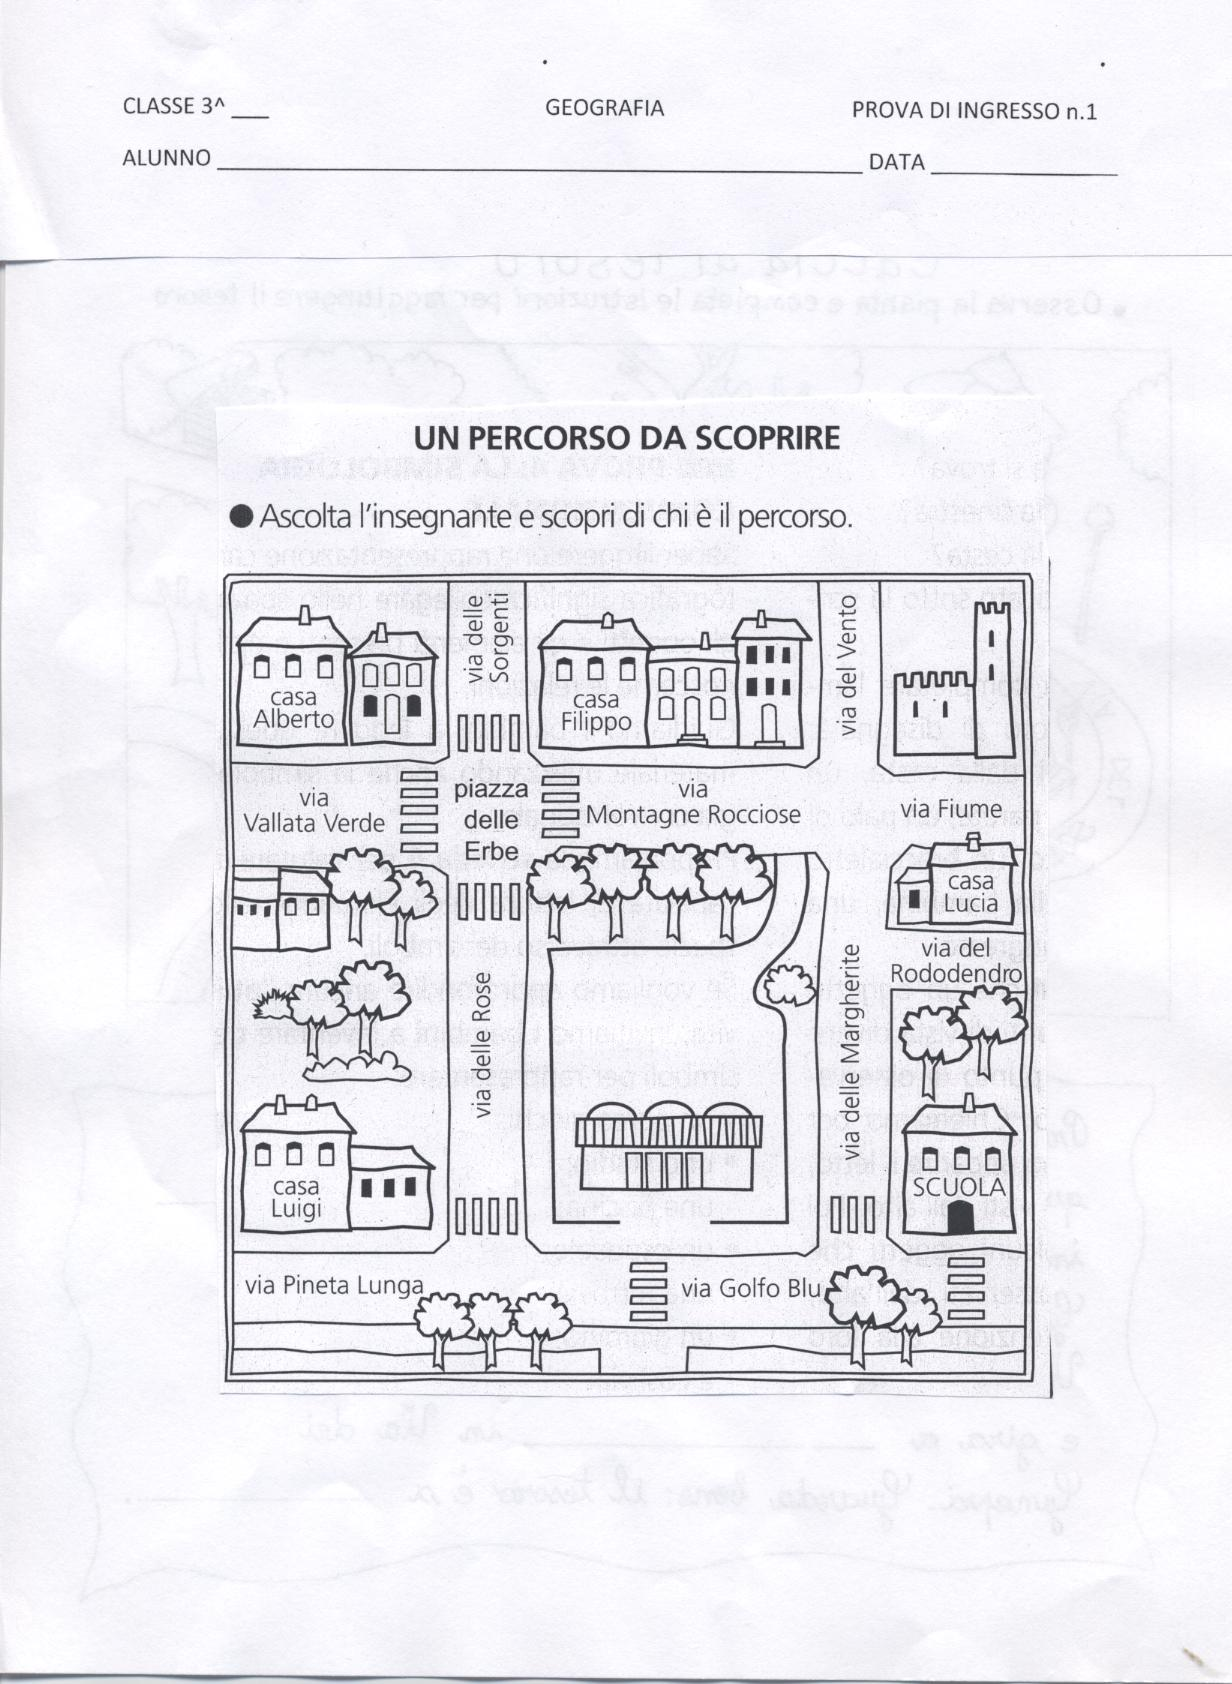 CLASSE 3^ ___ GEOGRAFIA PROVA DI INGRESSO n.1
ALUNNO ___ DATA ___
UN PERCORSO DA SCOPRIRE
● Ascolta l'insegnante e scopri di chi è il percorso.
via delle
Sorgenti
via del Vento
casa
Alberto
casa
Filippo
via
Vallata Verde
piazza
delle
Erbe
via
Montagne Rocciose
via Fiume
casa
Lucia
via del
Rododendro
via delle Rose
via delle Margherite
casa
Luigi
SCUOLA
via Pineta Lunga
via Golfo Blu